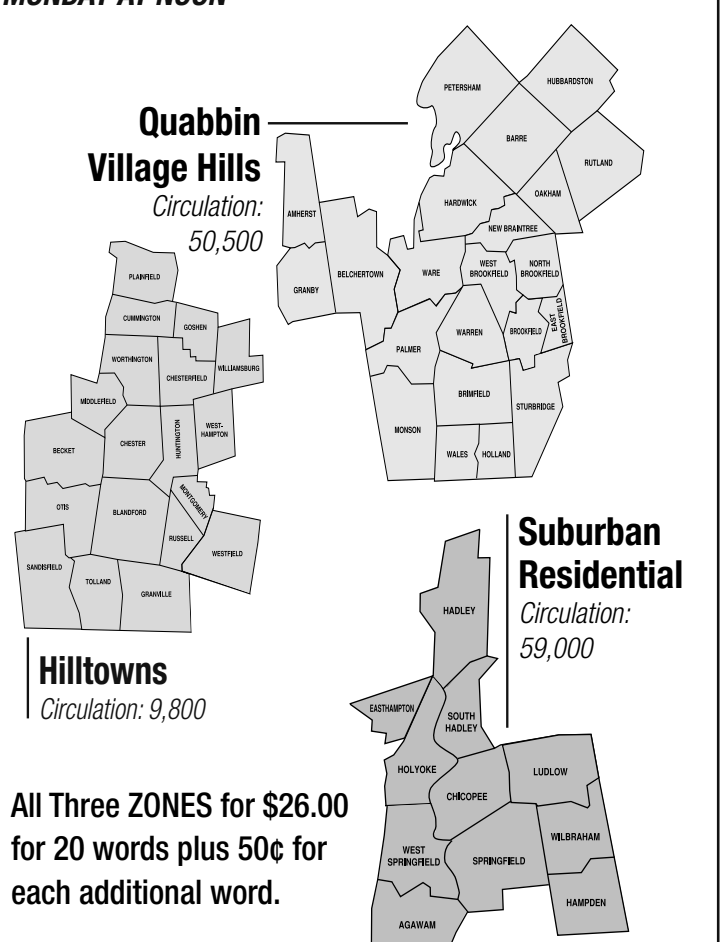 MONDAY AT NOON
Quabbin
Village Hills
Circulation:
50,500
PETERSHAM
HUBBARDSTON
BARRE
RUTLAND
OAKHAM
HARDWICK
NEW BRAINTREE
AMHERST
GRANBY
BELCHERTOWN
WARE
WEST
BROOKFIELD
NORTH
BROOKFIELD
EAST
BROOKFIELD
BROOKFIELD
WARREN
PALMER
BRIMFIELD
STURBRIDGE
MONSON
WALES
HOLLAND
PLAINFIELD
CUMMINGTON
GOSHEN
WORTHINGTON
CHESTERFIELD
WILLIAMSBURG
MIDDLEFIELD
BECKET
CHESTER
HUNTINGTON
WEST-
HAMPTON
MONTGOMERY
OTIS
BLANDFORD
RUSSELL
WESTFIELD
SANDISFIELD
TOLLAND
GRANVILLE
Hilltowns
Circulation: 9,800
Suburban
Residential
Circulation:
59,000
HADLEY
EASTHAMPTON
SOUTH
HADLEY
HOLYOKE
CHICOPEE
LUDLOW
WEST
SPRINGFIELD
SPRINGFIELD
WILBRAHAM
HAMPDEN
AGAWAM
All Three ZONES for $26.00
for 20 words plus 50¢ for
each additional word.